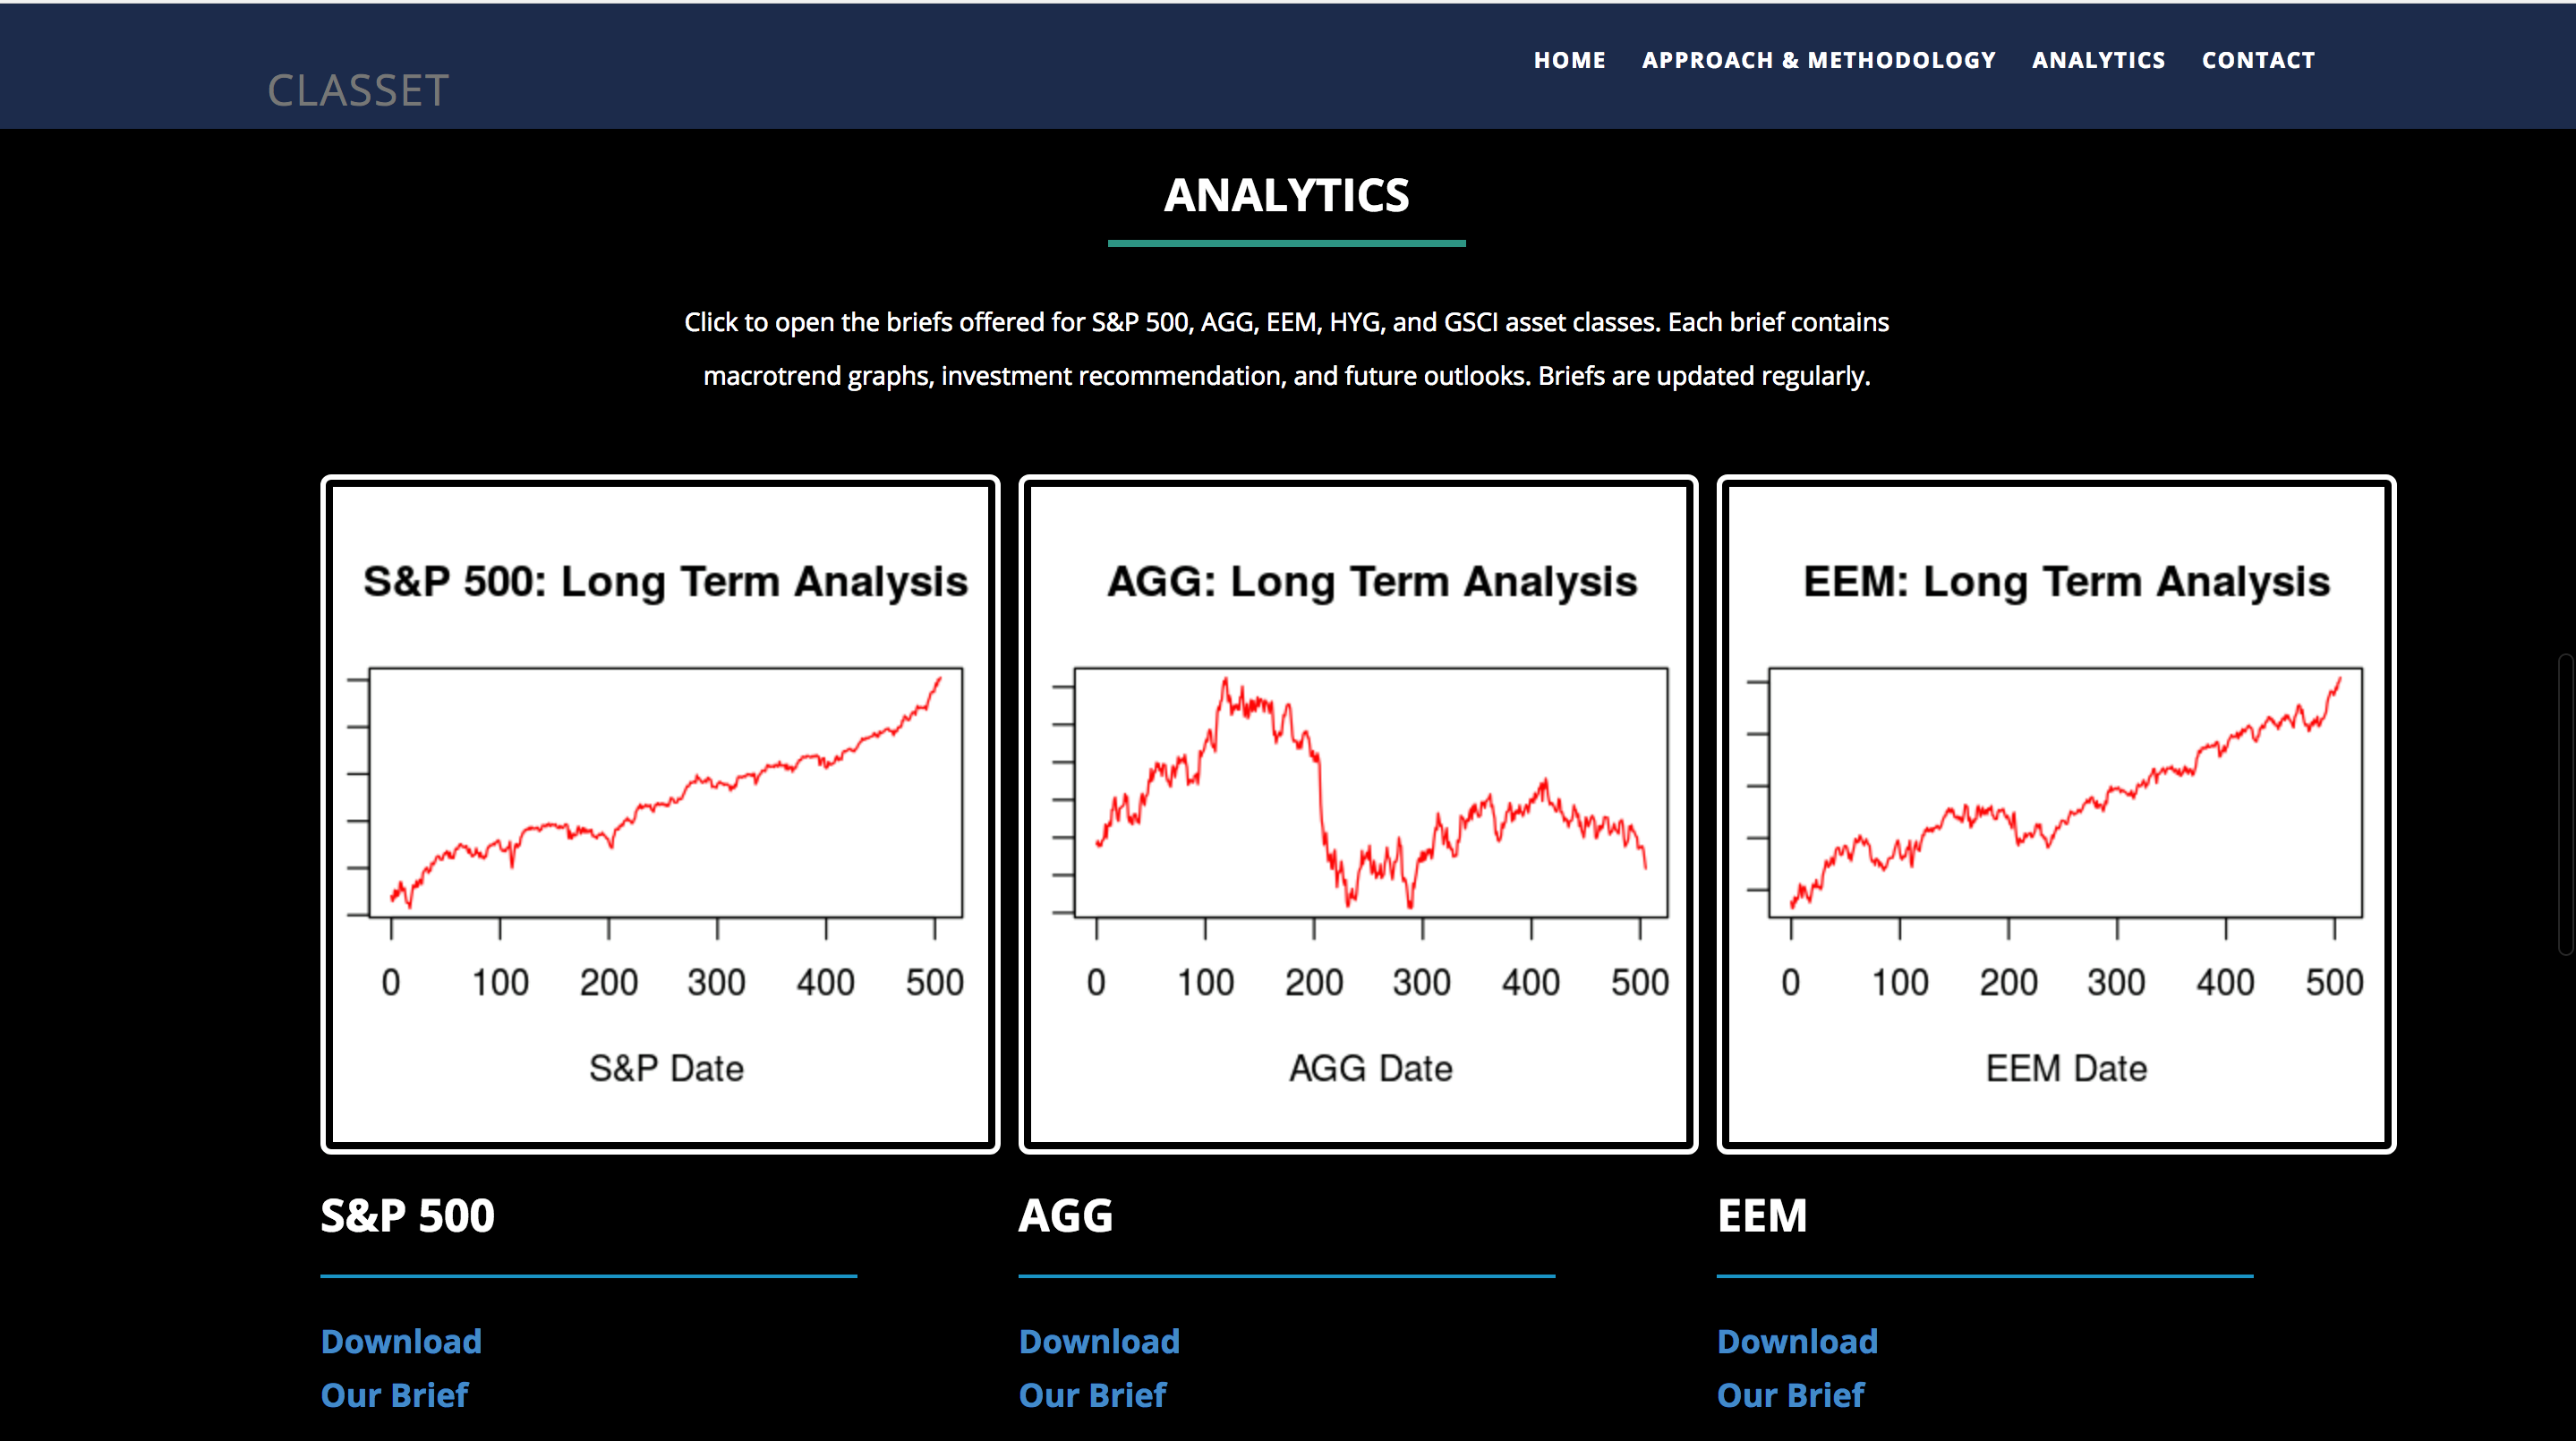 CLASSET
HOME APPROACH & METHODOLOGY ANALYTICS CONTACT
ANALYTICS
Click to open the briefs offered for S&P 500, AGG, EEM, HYG, and GSCI asset classes. Each brief contains
macrotrend graphs, investment recommendation, and future outlooks. Briefs are updated regularly.
S&P 500: Long Term Analysis
0 100 200 300 400 500
S&P Date
AGG: Long Term Analysis
0 100 200 300 400 500
AGG Date
EEM: Long Term Analysis
0 100 200 300 400 500
EEM Date
S&P 500
Download
Our Brief
AGG
Download
Our Brief
EEM
Download
Our Brief